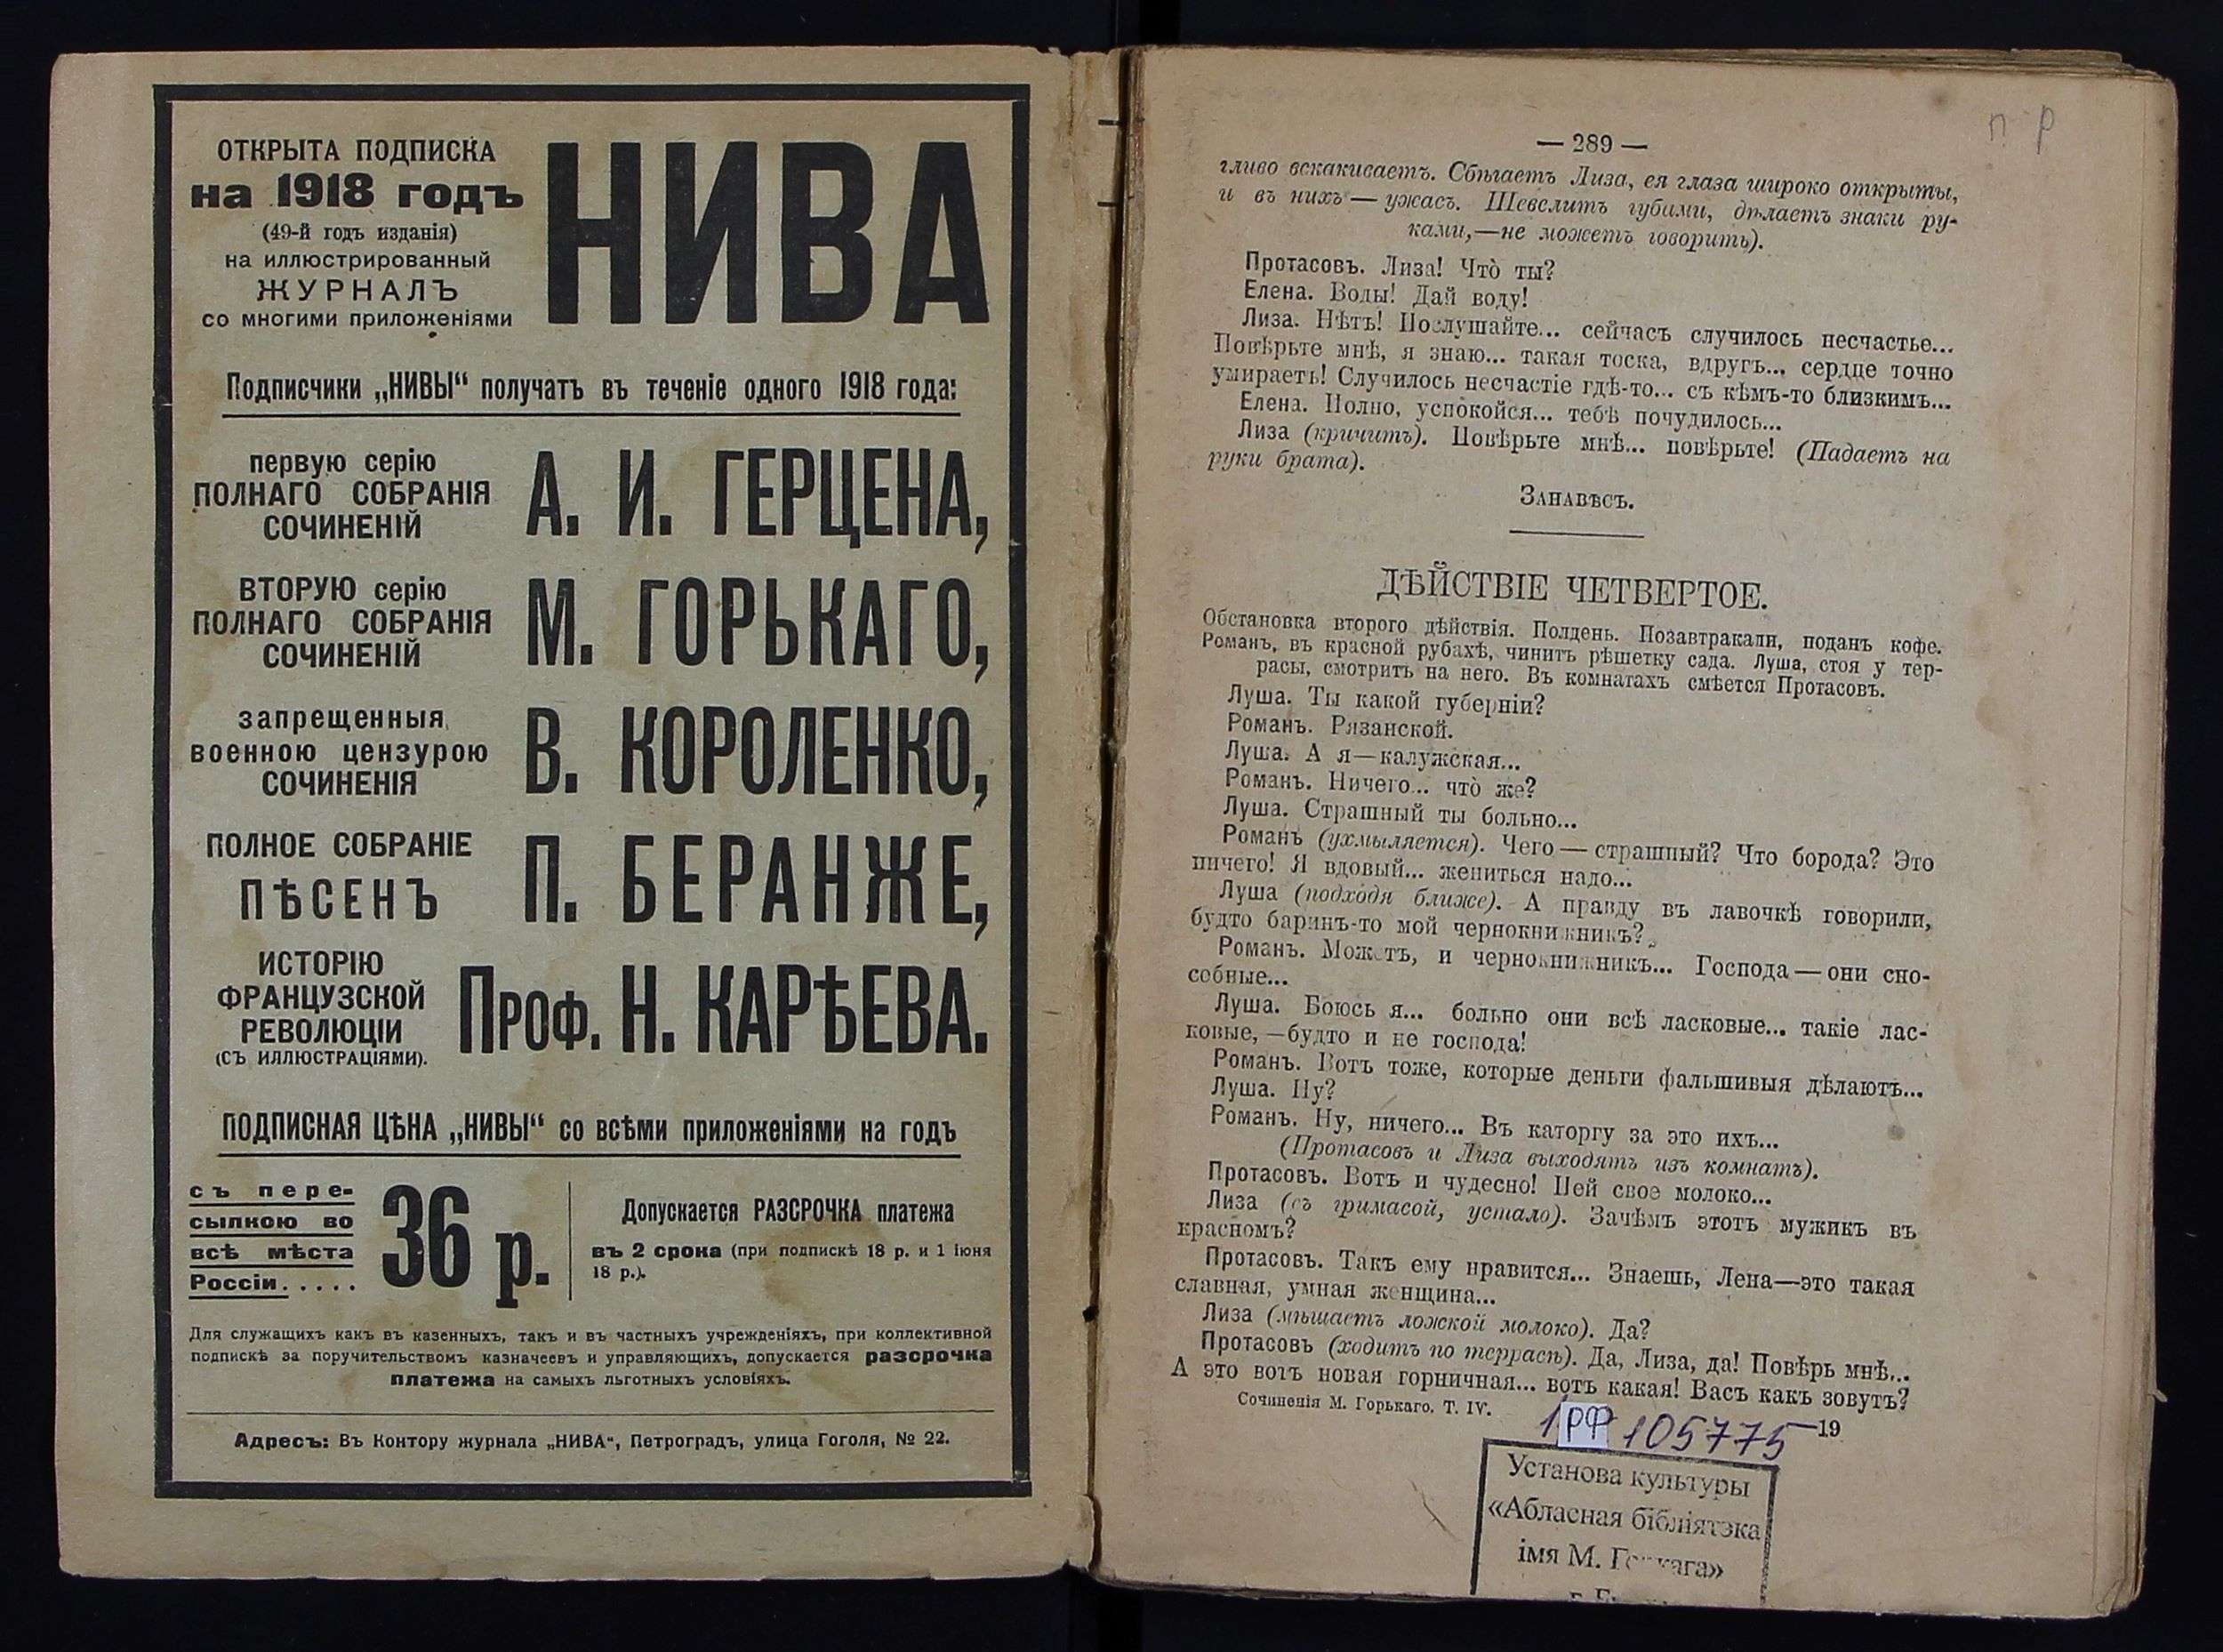 ОТКРЫТА ПОДПИСКА
на 1918 годъ
(49-й годъ изданія)
на иллюстрированный
ЖУРНАЛЪ
со многими приложеніями
НИВА
Подписчики „НИВЫ“ получатъ въ теченіе одного 1918 года:
первую серію
ПОЛНАГО СОБРАНІЯ
СОЧИНЕНІЙ
А. И. ГЕРЦЕНА,
ВТОРУЮ серію
ПОЛНАГО СОБРАНІЯ
СОЧИНЕНІЙ
М. ГОРЬКАГО,
запрещенныя
военною цензурою
СОЧИНЕНІЯ
В. КОРОЛЕНКО,
ПОЛНОЕ СОБРАНІЕ
ПѢСЕНЪ
П. БЕРАНЖЕ,
ИСТОРІЮ
ФРАНЦУЗСКОЙ
РЕВОЛЮЦІИ
(СЪ ИЛЛЮСТРАЦІЯМИ).
Проф. Н. КАРѢЕВА.
ПОДПИСНАЯ ЦѢНА „НИВЫ“ со всѣми приложеніями на годъ
съ пере-
сылкою во
всѣ мѣста
Россіи.....
36 р.
Допускается РАЗСРОЧКА платежа
въ 2 срока (при подпискѣ 18 р. и 1 іюня
18 р.).
Для служащихъ какъ въ казенныхъ, такъ и въ частныхъ учрежденіяхъ, при коллективной
подпискѣ за поручительствомъ казначеевъ и управляющихъ, допускается разсрочка
платежа на самыхъ льготныхъ условіяхъ.
Адресъ: Въ Контору журнала „НИВА“, Петроградъ, улица Гоголя, № 22.
п р
— 289 —
гливо вскакиваетъ. Сбѣгаетъ Лиза, ея глаза широко открыты,
и въ нихъ — ужасъ. Шевелитъ губами, дѣлаетъ знаки ру-
ками,—не можетъ говорить).
Протасовъ. Лиза! Что̀ ты?
Елена. Воды! Дай воду!
Лиза. Нѣтъ! Послушайте... сейчасъ случилось несчастье...
Повѣрьте мнѣ, я знаю... такая тоска, вдругъ... сердце точно
умираетъ! Случилось несчастіе гдѣ-то... съ кѣмъ-то близкимъ...
Елена. Полно, успокойся... тебѣ почудилось...
Лиза (кричитъ). Повѣрьте мнѣ... повѣрьте! (Падаетъ на
руки брата).
Занавѣсъ.
ДѢЙСТВІЕ ЧЕТВЕРТОЕ.
Обстановка второго дѣйствія. Полдень. Позавтракали, поданъ кофе.
Романъ, въ красной рубахѣ, чинитъ рѣшетку сада. Луша, стоя у тер-
расы, смотритъ на него. Въ комнатахъ смѣется Протасовъ.
Луша. Ты какой губерніи?
Романъ. Рязанской.
Луша. А я—калужская...
Романъ. Ничего... что̀ же?
Луша. Страшный ты больно...
Романъ (ухмыляется). Чего — страшный? Что борода? Это
ничего! Я вдовый... жениться надо...
Луша (подходя ближе). А правду въ лавочкѣ говорили,
будто баринъ-то мой чернокнижникъ?
Романъ. Можетъ, и чернокнижникъ... Господа — они спо-
собные...
Луша. Боюсь я... больно они всѣ ласковые... такіе лас-
ковые,—будто и не господа!
Романъ. Вотъ тоже, которые деньги фальшивыя дѣлаютъ...
Луша. Ну?
Романъ. Ну, ничего... Въ каторгу за это ихъ...
(Протасовъ и Лиза выходятъ изъ комнатъ).
Протасовъ. Вотъ и чудесно! Пей свое молоко...
Лиза (съ гримасой, устало). Зачѣмъ этотъ мужикъ въ
красномъ?
Протасовъ. Такъ ему нравится... Знаешь, Лена—это такая
славная, умная женщина...
Лиза (мѣшаетъ ложкой молоко). Да?
Протасовъ (ходитъ по террасѣ). Да, Лиза, да! Повѣрь мнѣ...
А это вотъ новая горничная... вотъ какая! Васъ какъ зовутъ?
Сочиненія М. Горькаго. Т. IV.
19
1 РФ 105775
Установа культуры
«Абласная бібліятэка
імя М.